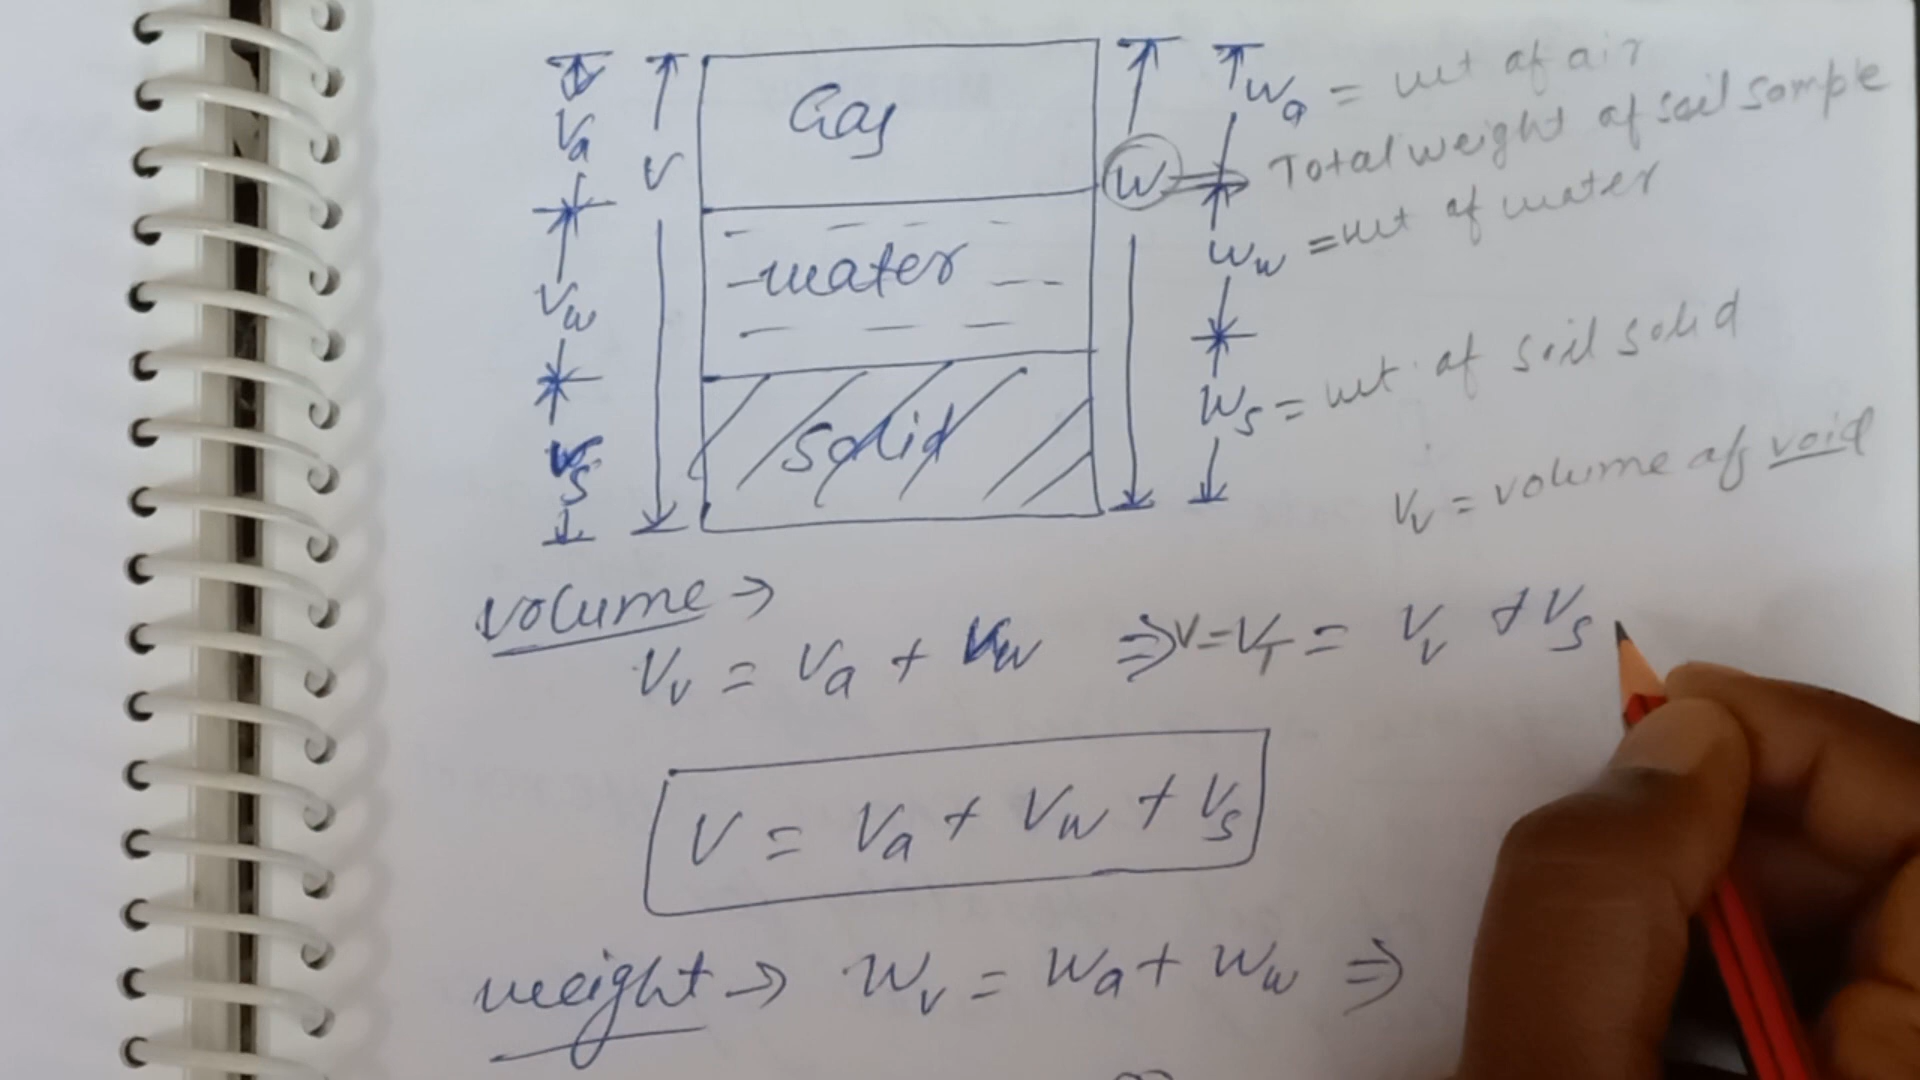 Va V Gas W Wa = wt of air
Total weight of soil sample
Vw water Ww = wt of water
Vs solid Ws = wt. of soil solid
Vv = volume of void
volume →
Vv = Va + Vw ⇒ V = VT = Vv + Vs
V = Va + Vw + Vs
weight → Wv = Wa + Ww ⇒